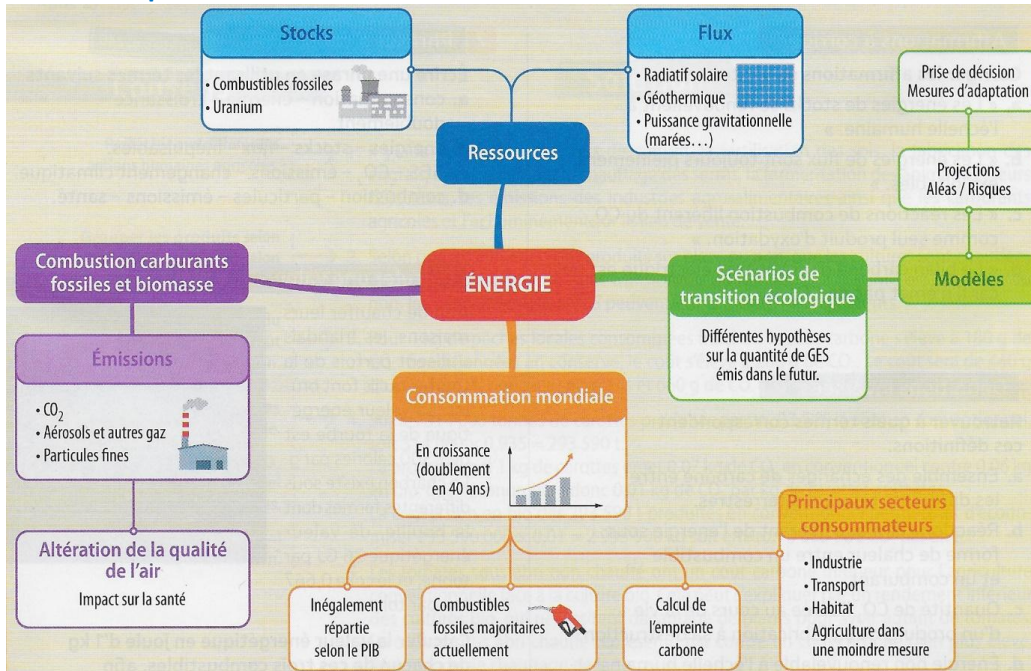 Stocks
• Combustibles fossiles
• Uranium
Flux
• Radiatif solaire
• Géothermique
• Puissance gravitationnelle
(marées…)
Ressources
Prise de décision
Mesures d'adaptation
Projections
Aléas / Risques
Modèles
Combustion carburants
fossiles et biomasse
ÉNERGIE
Scénarios de
transition écologique
Différentes hypothèses
sur la quantité de GES
émis dans le futur.
Émissions
• CO₂
• Aérosols et autres gaz
• Particules fines
Consommation mondiale
En croissance
(doublement
en 40 ans)
Altération de la qualité
de l'air
Impact sur la santé
Inégalement
répartie
selon le PIB
Combustibles
fossiles majoritaires
actuellement
Calcul de
l'empreinte
carbone
Principaux secteurs
consommateurs
• Industrie
• Transport
• Habitat
• Agriculture dans
une moindre mesure